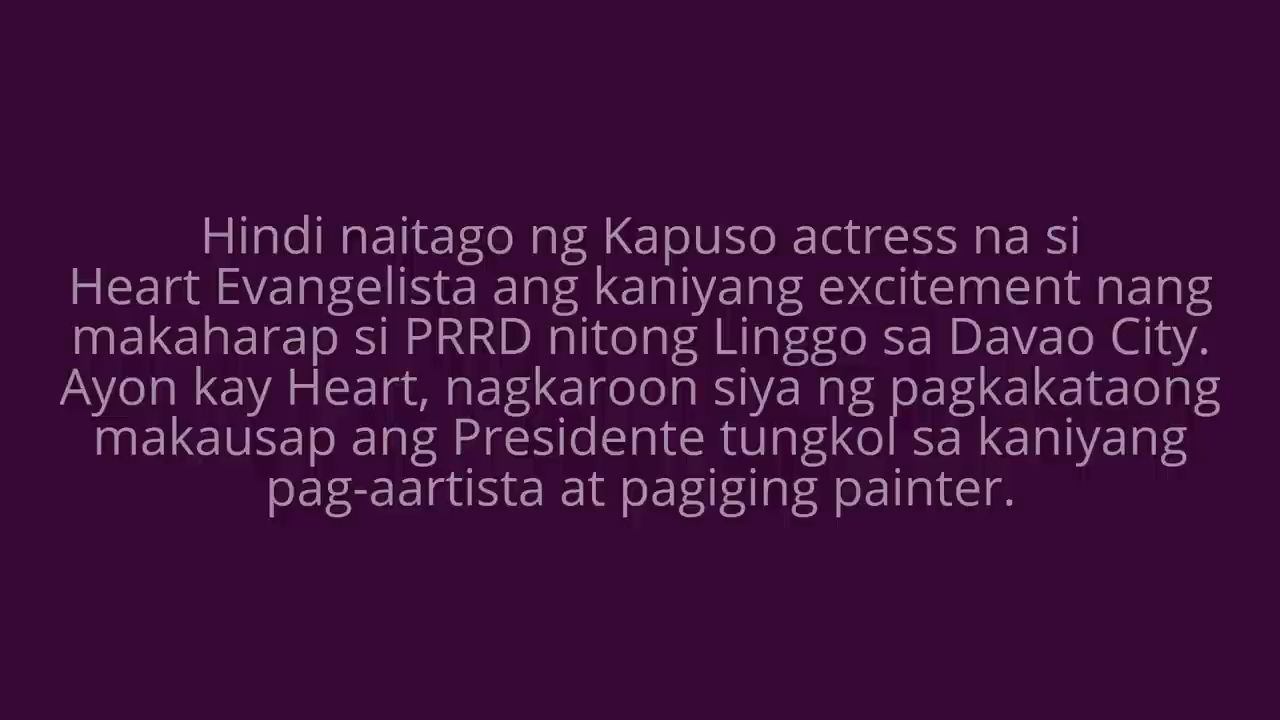 Hindi naitago ng Kapuso actress na si
Heart Evangelista ang kaniyang excitement nang
makaharap si PRRD nitong Linggo sa Davao City.
Ayon kay Heart, nagkaroon siya ng pagkakataong
makausap ang Presidente tungkol sa kaniyang
pag-aartista at pagiging painter.